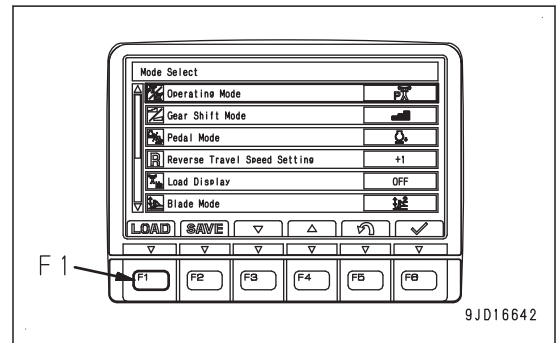 Mode Select
Operating Mode P
Gear Shift Mode
Pedal Mode
R Reverse Travel Speed Setting +1
Load Display OFF
Blade Mode
LOAD SAVE
F1
F1 F2 F3 F4 F5 F6
9JD16642